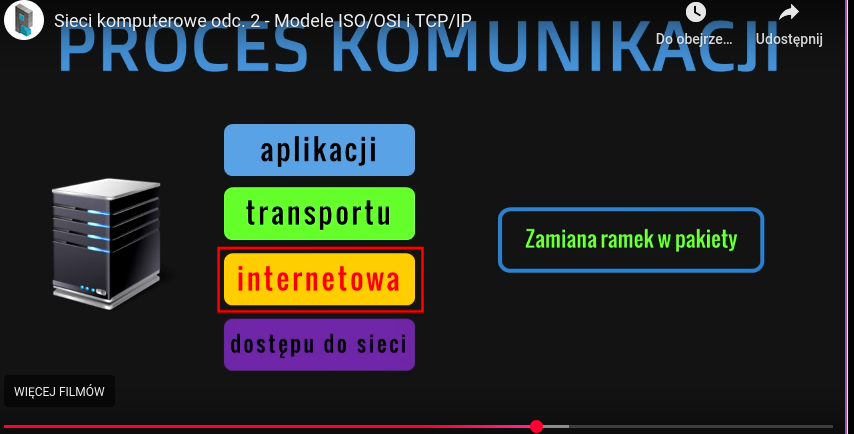 Sieci komputerowe odc. 2 - Modele ISO/OSI i TCP/IP
Do obejrze...
Udostępnij
PROCES KOMUNIKACJI
aplikacji
transportu
internetowa
dostępu do sieci
Zamiana ramek w pakiety
WIĘCEJ FILMÓW